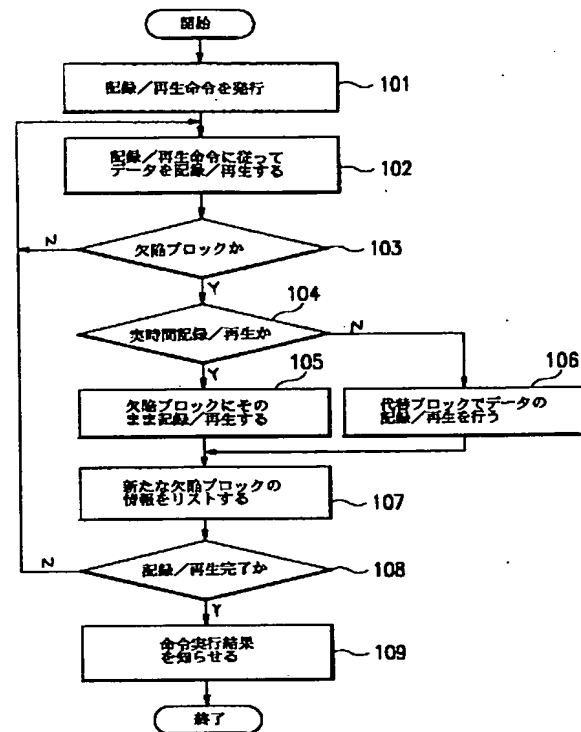 開始
記録／再生命令を発行
101
記録／再生命令に従って
データを記録／再生する
102
欠陥ブロックか
103
N
Y
104
実時間記録／再生か
N
Y
105
欠陥ブロックにその
まま記録／再生する
106
代替ブロックでデータの
記録／再生を行う
新たな欠陥ブロックの
情報をリストする
107
記録／再生完了か
108
N
Y
命令実行結果
を知らせる
109
終了